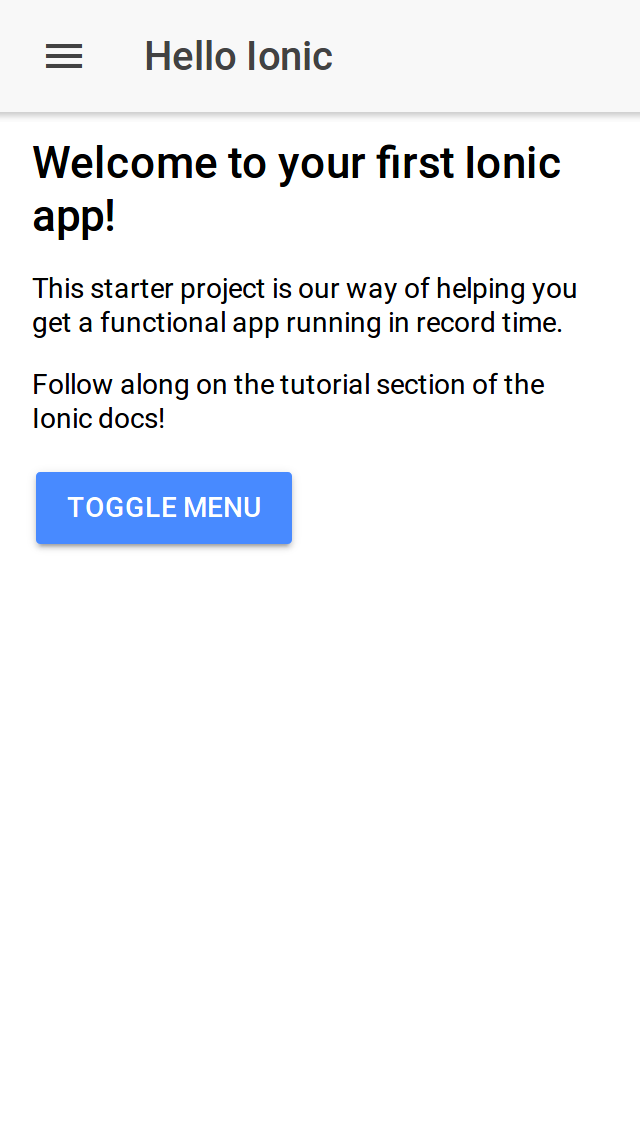 Hello Ionic
Welcome to your first Ionic
app!
This starter project is our way of helping you
get a functional app running in record time.
Follow along on the tutorial section of the
Ionic docs!
TOGGLE MENU